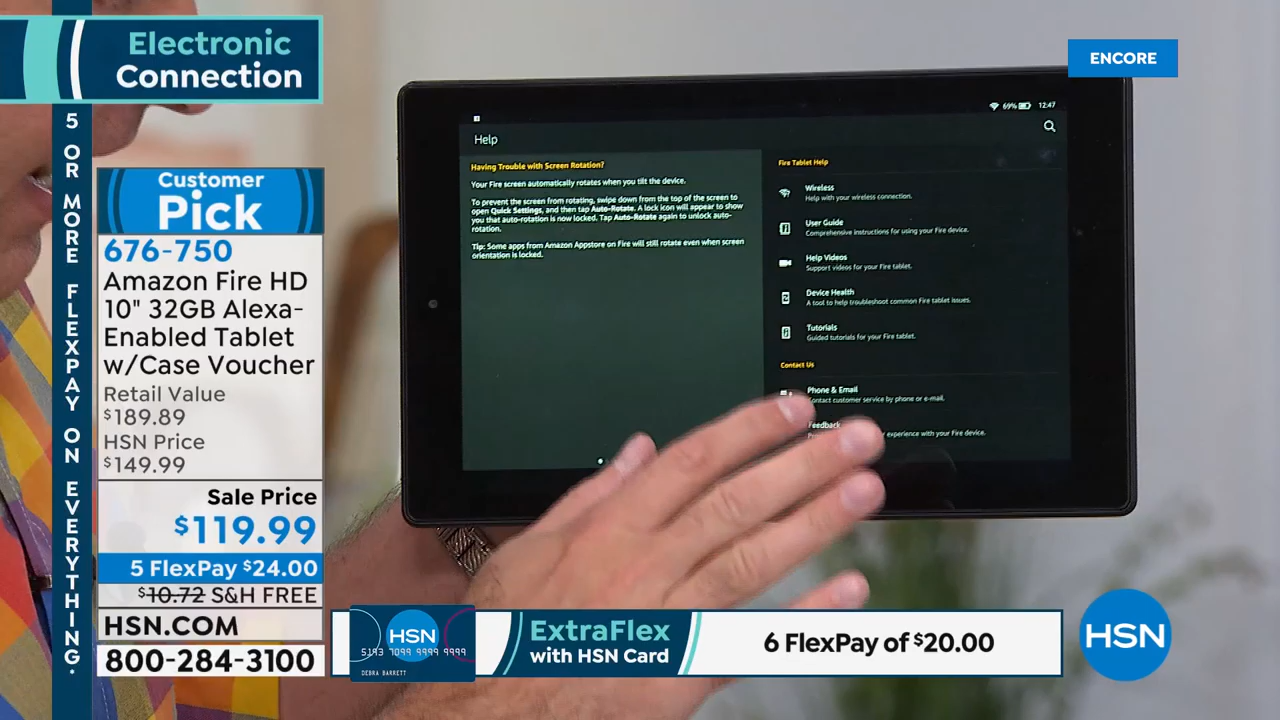 Electronic
Connection
ENCORE
5 OR MORE FLEXPAY ON EVERYTHING.
Customer
Pick
676-750
Amazon Fire HD
10" 32GB Alexa-
Enabled Tablet
w/Case Voucher
Retail Value
$189.89
HSN Price
$149.99
Sale Price
$119.99
5 FlexPay $24.00
$10.72 S&H FREE
HSN.COM
800-284-3100
69%
12:47
Help
Having Trouble with Screen Rotation?
Your Fire screen automatically rotates when you tilt the device.
To prevent the screen from rotating, swipe down from the top of the screen to
open Quick Settings, and then tap Auto-Rotate. A lock icon will appear to show
you that auto-rotation is now locked. Tap Auto-Rotate again to unlock auto-
rotation.
Tip: Some apps from Amazon Appstore on Fire will still rotate even when screen
orientation is locked.
Fire Tablet Help
Wireless
Help with your wireless connection.
User Guide
Comprehensive instructions for using your Fire device.
Help Videos
Support videos for your Fire tablet.
Device Health
A tool to help troubleshoot common Fire tablet issues.
Tutorials
Guided tutorials for your Fire tablet.
Contact Us
Phone & Email
Contact customer service by phone or e-mail.
Feedback
experience with your Fire device.
HSN
5193 7099 9999 9999
DEBRA BARRETT
ExtraFlex
with HSN Card
6 FlexPay of $20.00
HSN